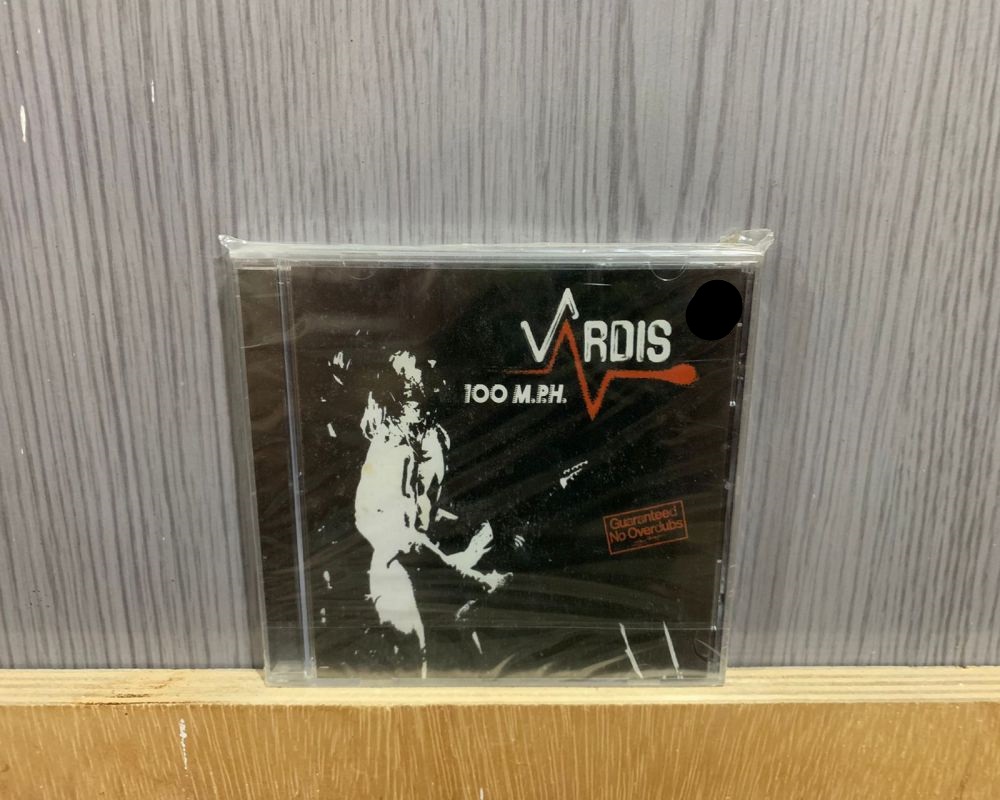 VARDIS
100 M.P.H.
Guaranteed
No Overdubs